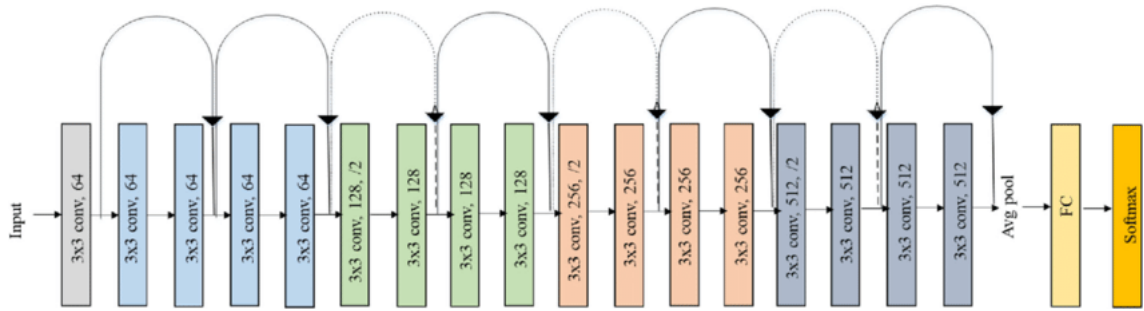 Input
3x3 conv, 64
3x3 conv, 64
3x3 conv, 64
3x3 conv, 64
3x3 conv, 64
3x3 conv, 128, /2
3x3 conv, 128
3x3 conv, 128
3x3 conv, 128
3x3 conv, 256, /2
3x3 conv, 256
3x3 conv, 256
3x3 conv, 256
3x3 conv, 512, /2
3x3 conv, 512
3x3 conv, 512
3x3 conv, 512
Avg pool
FC
Softmax